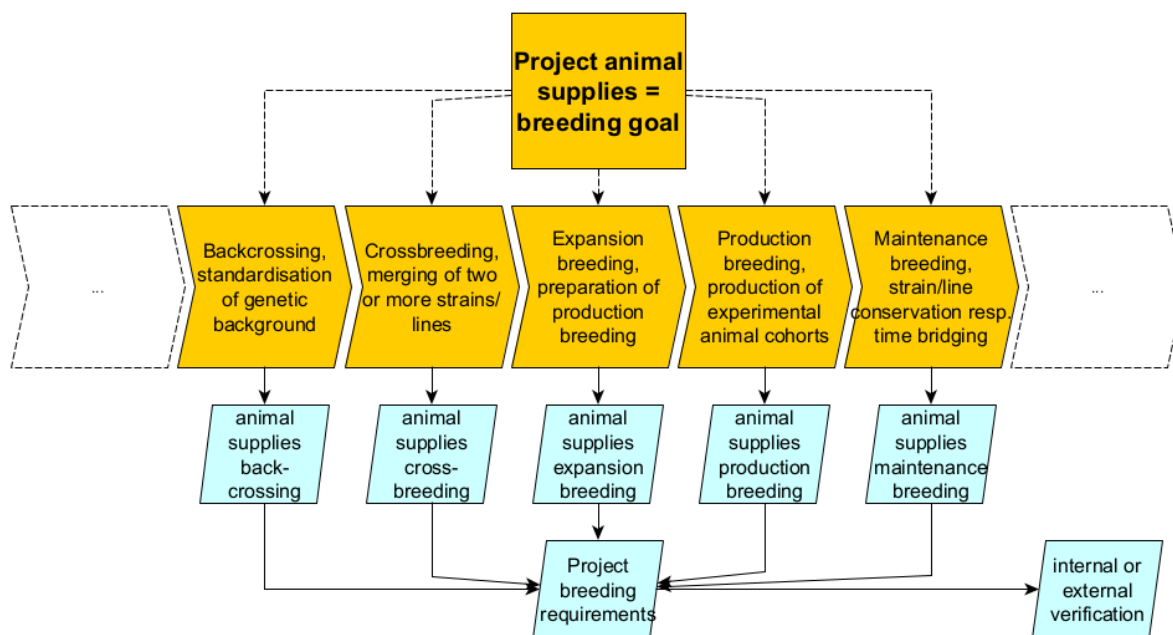 Project animal
supplies =
breeding goal
...
Backcrossing,
standardisation
of genetic
background
Crossbreeding,
merging of two
or more strains/
lines
Expansion
breeding,
preparation of
production
breeding
Production
breeding,
production of
experimental
animal cohorts
Maintenance
breeding,
strain/line
conservation resp.
time bridging
...
animal
supplies
back-
crossing
animal
supplies
cross-
breeding
animal
supplies
expansion
breeding
animal
supplies
production
breeding
animal
supplies
maintenance
breeding
Project
breeding
requirements
internal or
external
verification